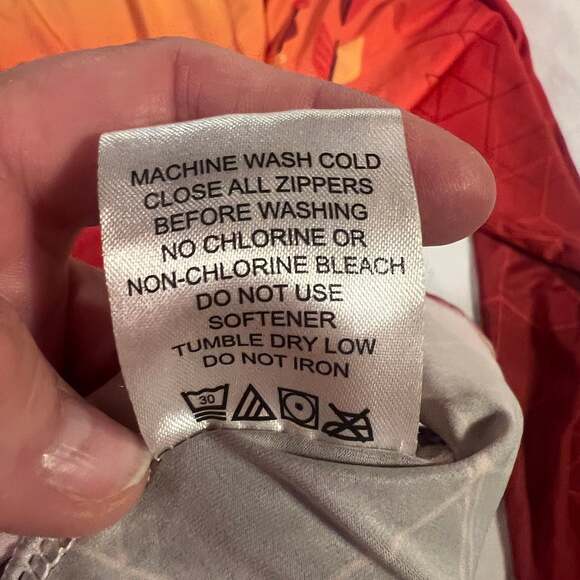 MACHINE WASH COLD
CLOSE ALL ZIPPERS
BEFORE WASHING
NO CHLORINE OR
NON-CHLORINE BLEACH
DO NOT USE
SOFTENER
TUMBLE DRY LOW
DO NOT IRON
30